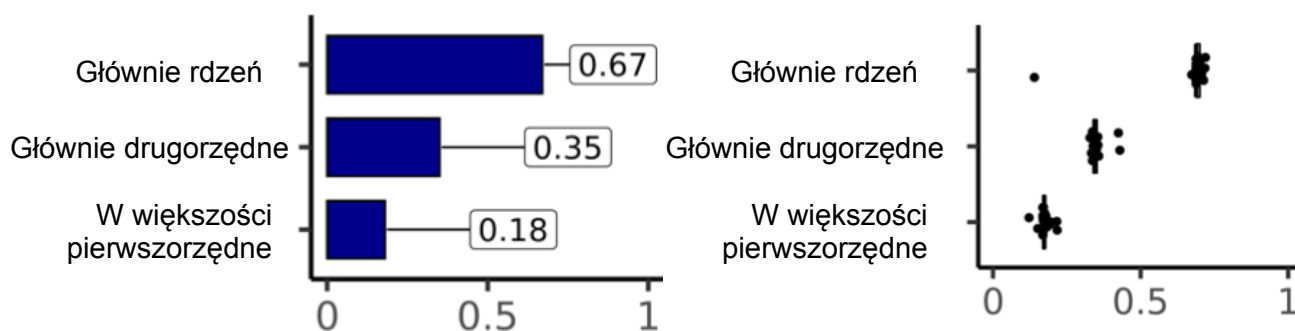 Głównie rdzeń
0.67
Głównie drugorzędne
0.35
W większości
pierwszorzędne
0.18
0 0.5 1
Głównie rdzeń
Głównie drugorzędne
W większości
pierwszorzędne
0 0.5 1